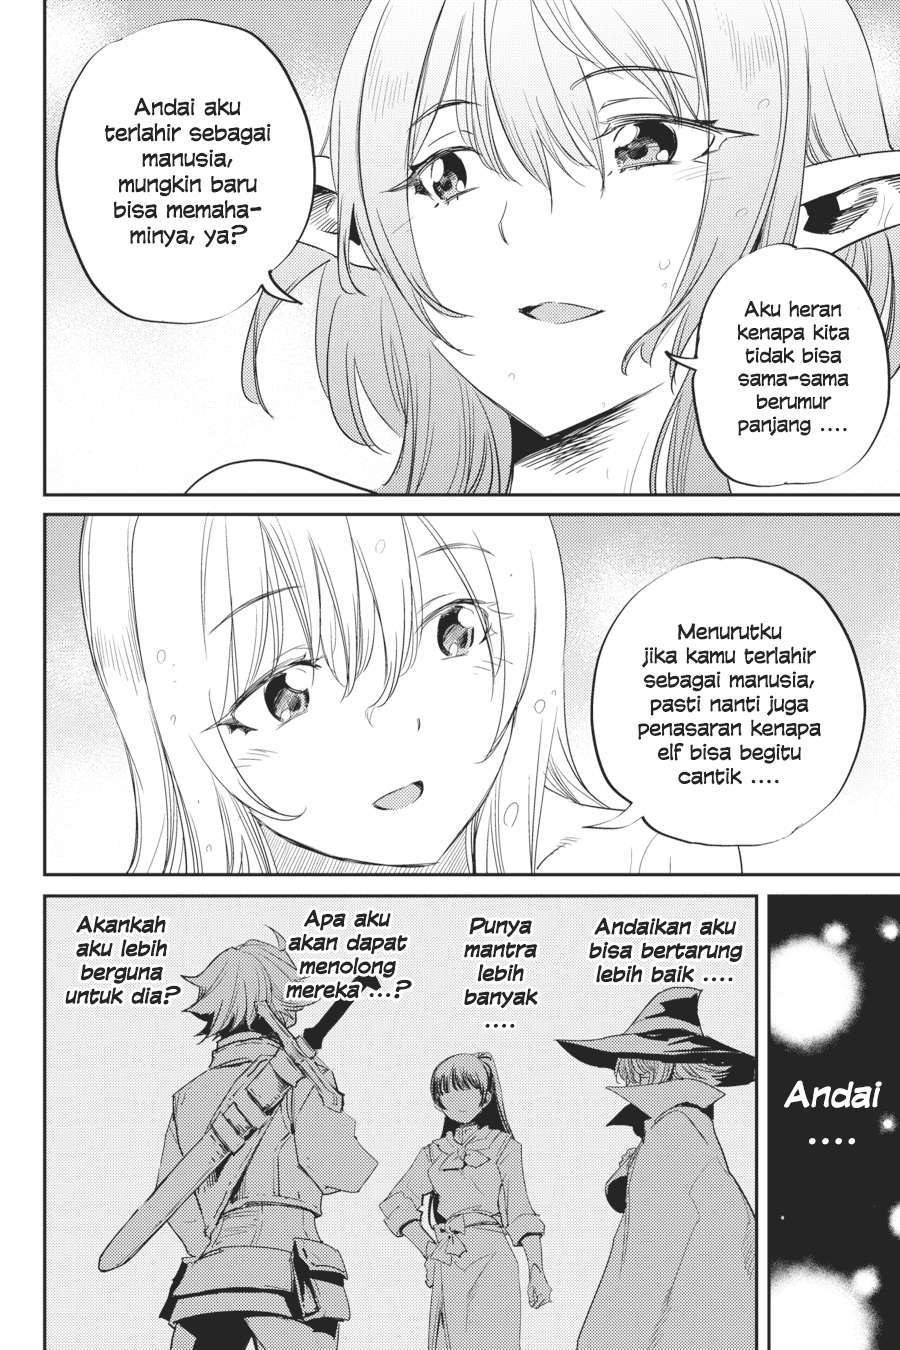 Aku heran
kenapa kita
tidak bisa
sama-sama
berumur
panjang ....
Andai aku
terlahir sebagai
manusia,
mungkin baru
bisa memaha-
minya, ya?
Menurutku
jika kamu terlahir
sebagai manusia,
pasti nanti juga
penasaran kenapa
elf bisa begitu
cantik ....
Andai
....
Andaikan aku
bisa bertarung
lebih baik ....
Punya
mantra
lebih
banyak
....
Apa aku
akan dapat
menolong
mereka ...?
Akankah
aku lebih
berguna
untuk dia?